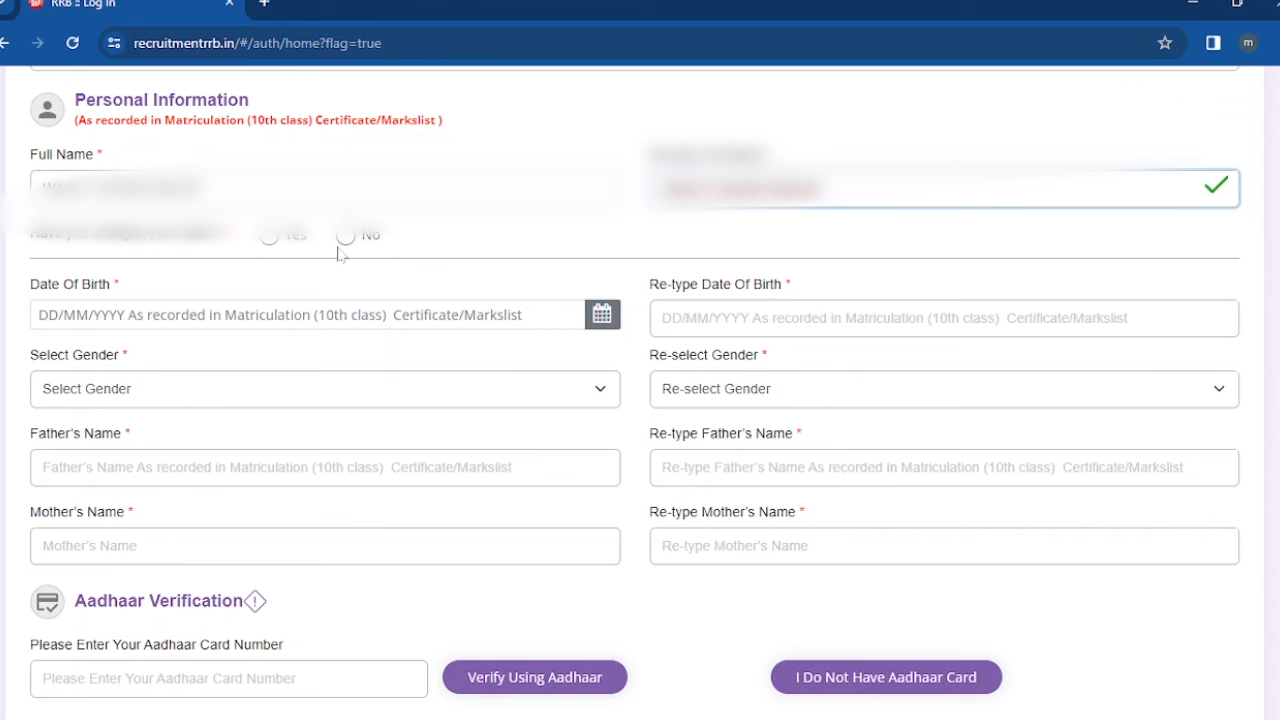 RRB :: Log In
recruitmentrrb.in/#/auth/home?flag=true
m
Personal Information
(As recorded in Matriculation (10th class) Certificate/Markslist )
Full Name *
Yes No
Date Of Birth * Re-type Date Of Birth *
DD/MM/YYYY As recorded in Matriculation (10th class) Certificate/Markslist DD/MM/YYYY As recorded in Matriculation (10th class) Certificate/Markslist
Select Gender * Re-select Gender *
Select Gender Re-select Gender
Father's Name * Re-type Father's Name *
Father's Name As recorded in Matriculation (10th class) Certificate/Markslist Re-type Father's Name As recorded in Matriculation (10th class) Certificate/Markslist
Mother's Name * Re-type Mother's Name *
Mother's Name Re-type Mother's Name
Aadhaar Verification
Please Enter Your Aadhaar Card Number
Please Enter Your Aadhaar Card Number Verify Using Aadhaar I Do Not Have Aadhaar Card